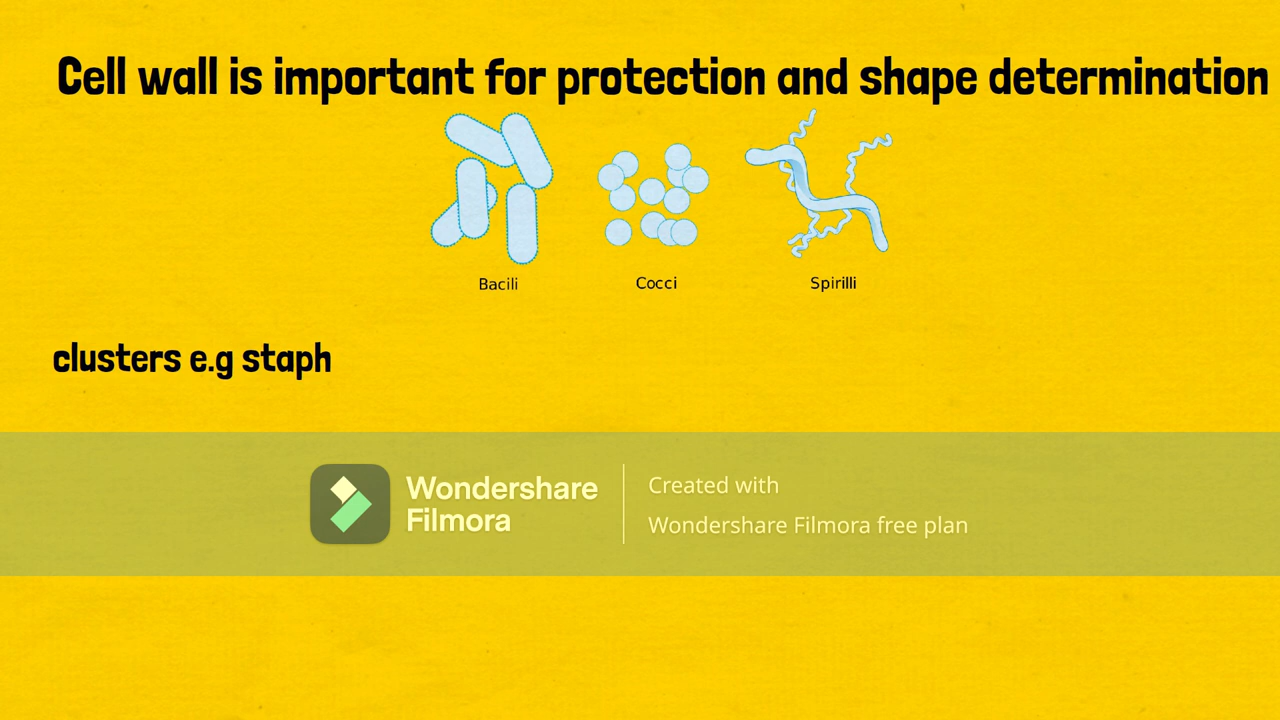 Cell wall is important for protection and shape determination
Bacili
Cocci
Spirilli
clusters e.g staph
Wondershare
Filmora
Created with
Wondershare Filmora free plan